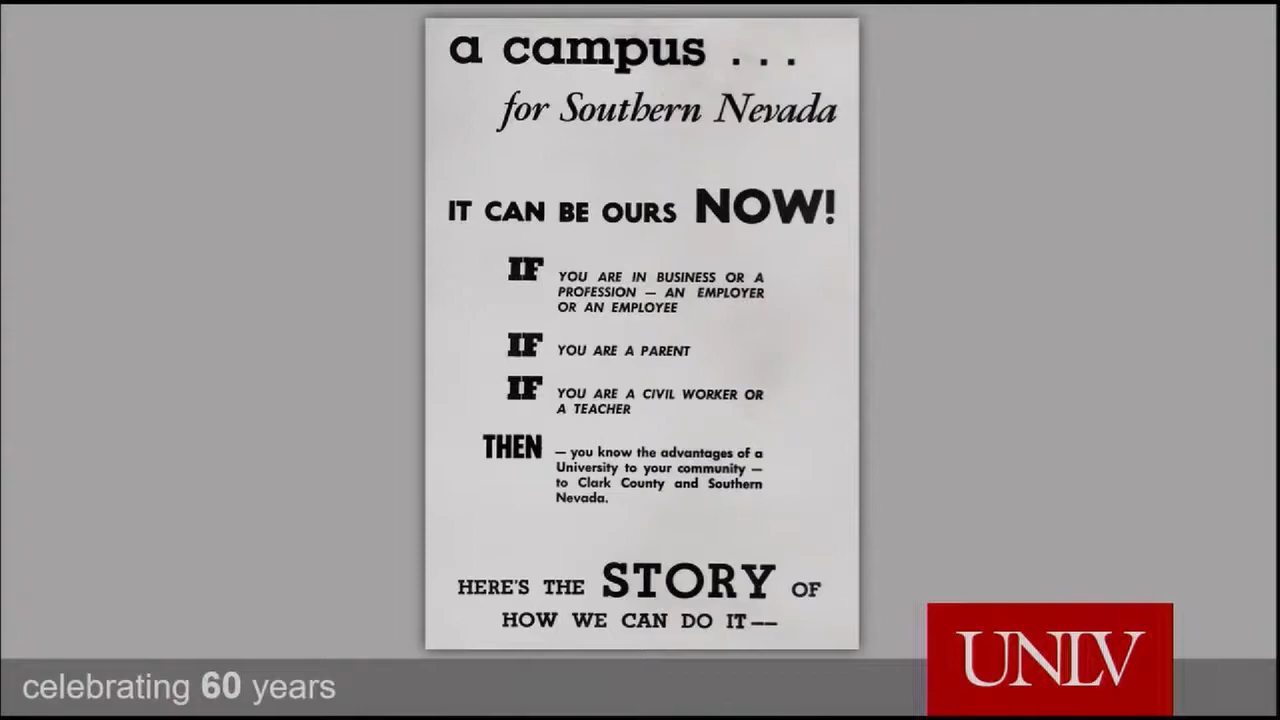 a campus . . .
for Southern Nevada
IT CAN BE OURS NOW!
IF YOU ARE IN BUSINESS OR A
PROFESSION — AN EMPLOYER
OR AN EMPLOYEE
IF YOU ARE A PARENT
IF YOU ARE A CIVIL WORKER OR
A TEACHER
THEN — you know the advantages of a
University to your community —
to Clark County and Southern
Nevada.
HERE'S THE STORY OF
HOW WE CAN DO IT——
celebrating 60 years
UNLV